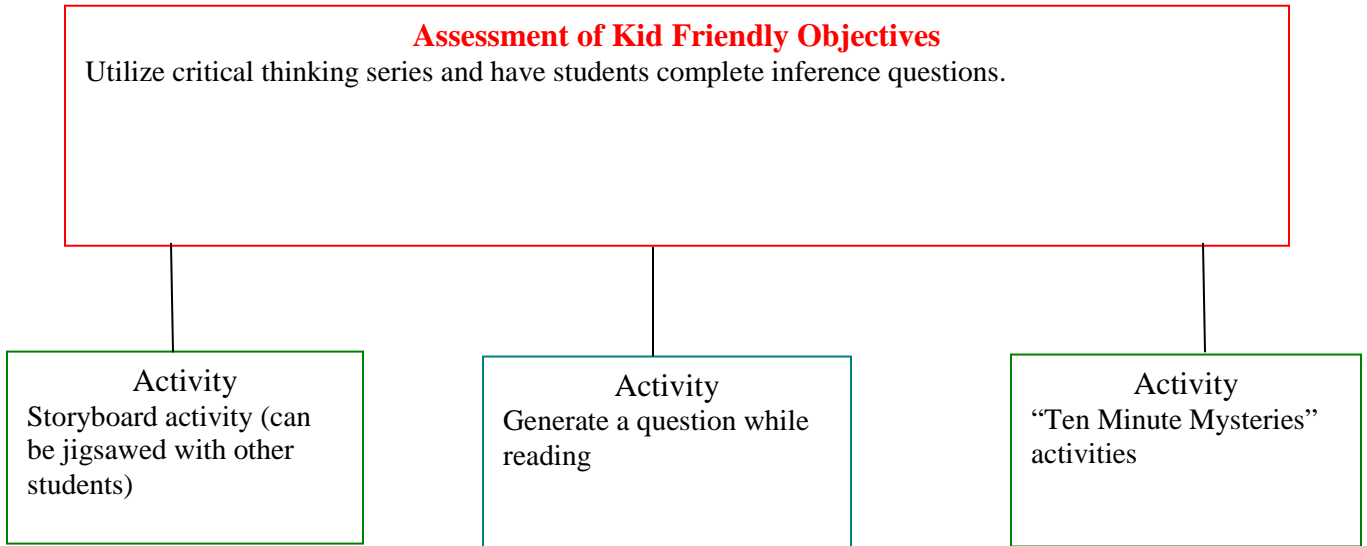 Assessment of Kid Friendly Objectives
Utilize critical thinking series and have students complete inference questions.
Activity
Storyboard activity (can
be jigsawed with other
students)
Activity
Generate a question while
reading
Activity
“Ten Minute Mysteries”
activities